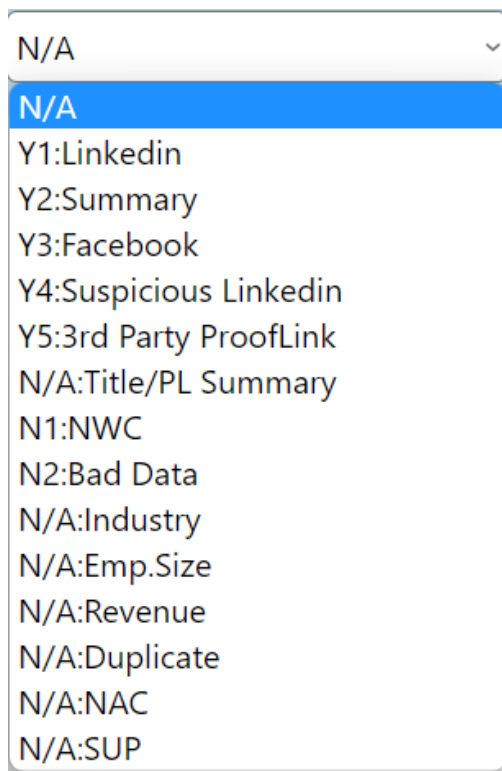 N/A
N/A
Y1:Linkedin
Y2:Summary
Y3:Facebook
Y4:Suspicious Linkedin
Y5:3rd Party ProofLink
N/A:Title/PL Summary
N1:NWC
N2:Bad Data
N/A:Industry
N/A:Emp.Size
N/A:Revenue
N/A:Duplicate
N/A:NAC
N/A:SUP